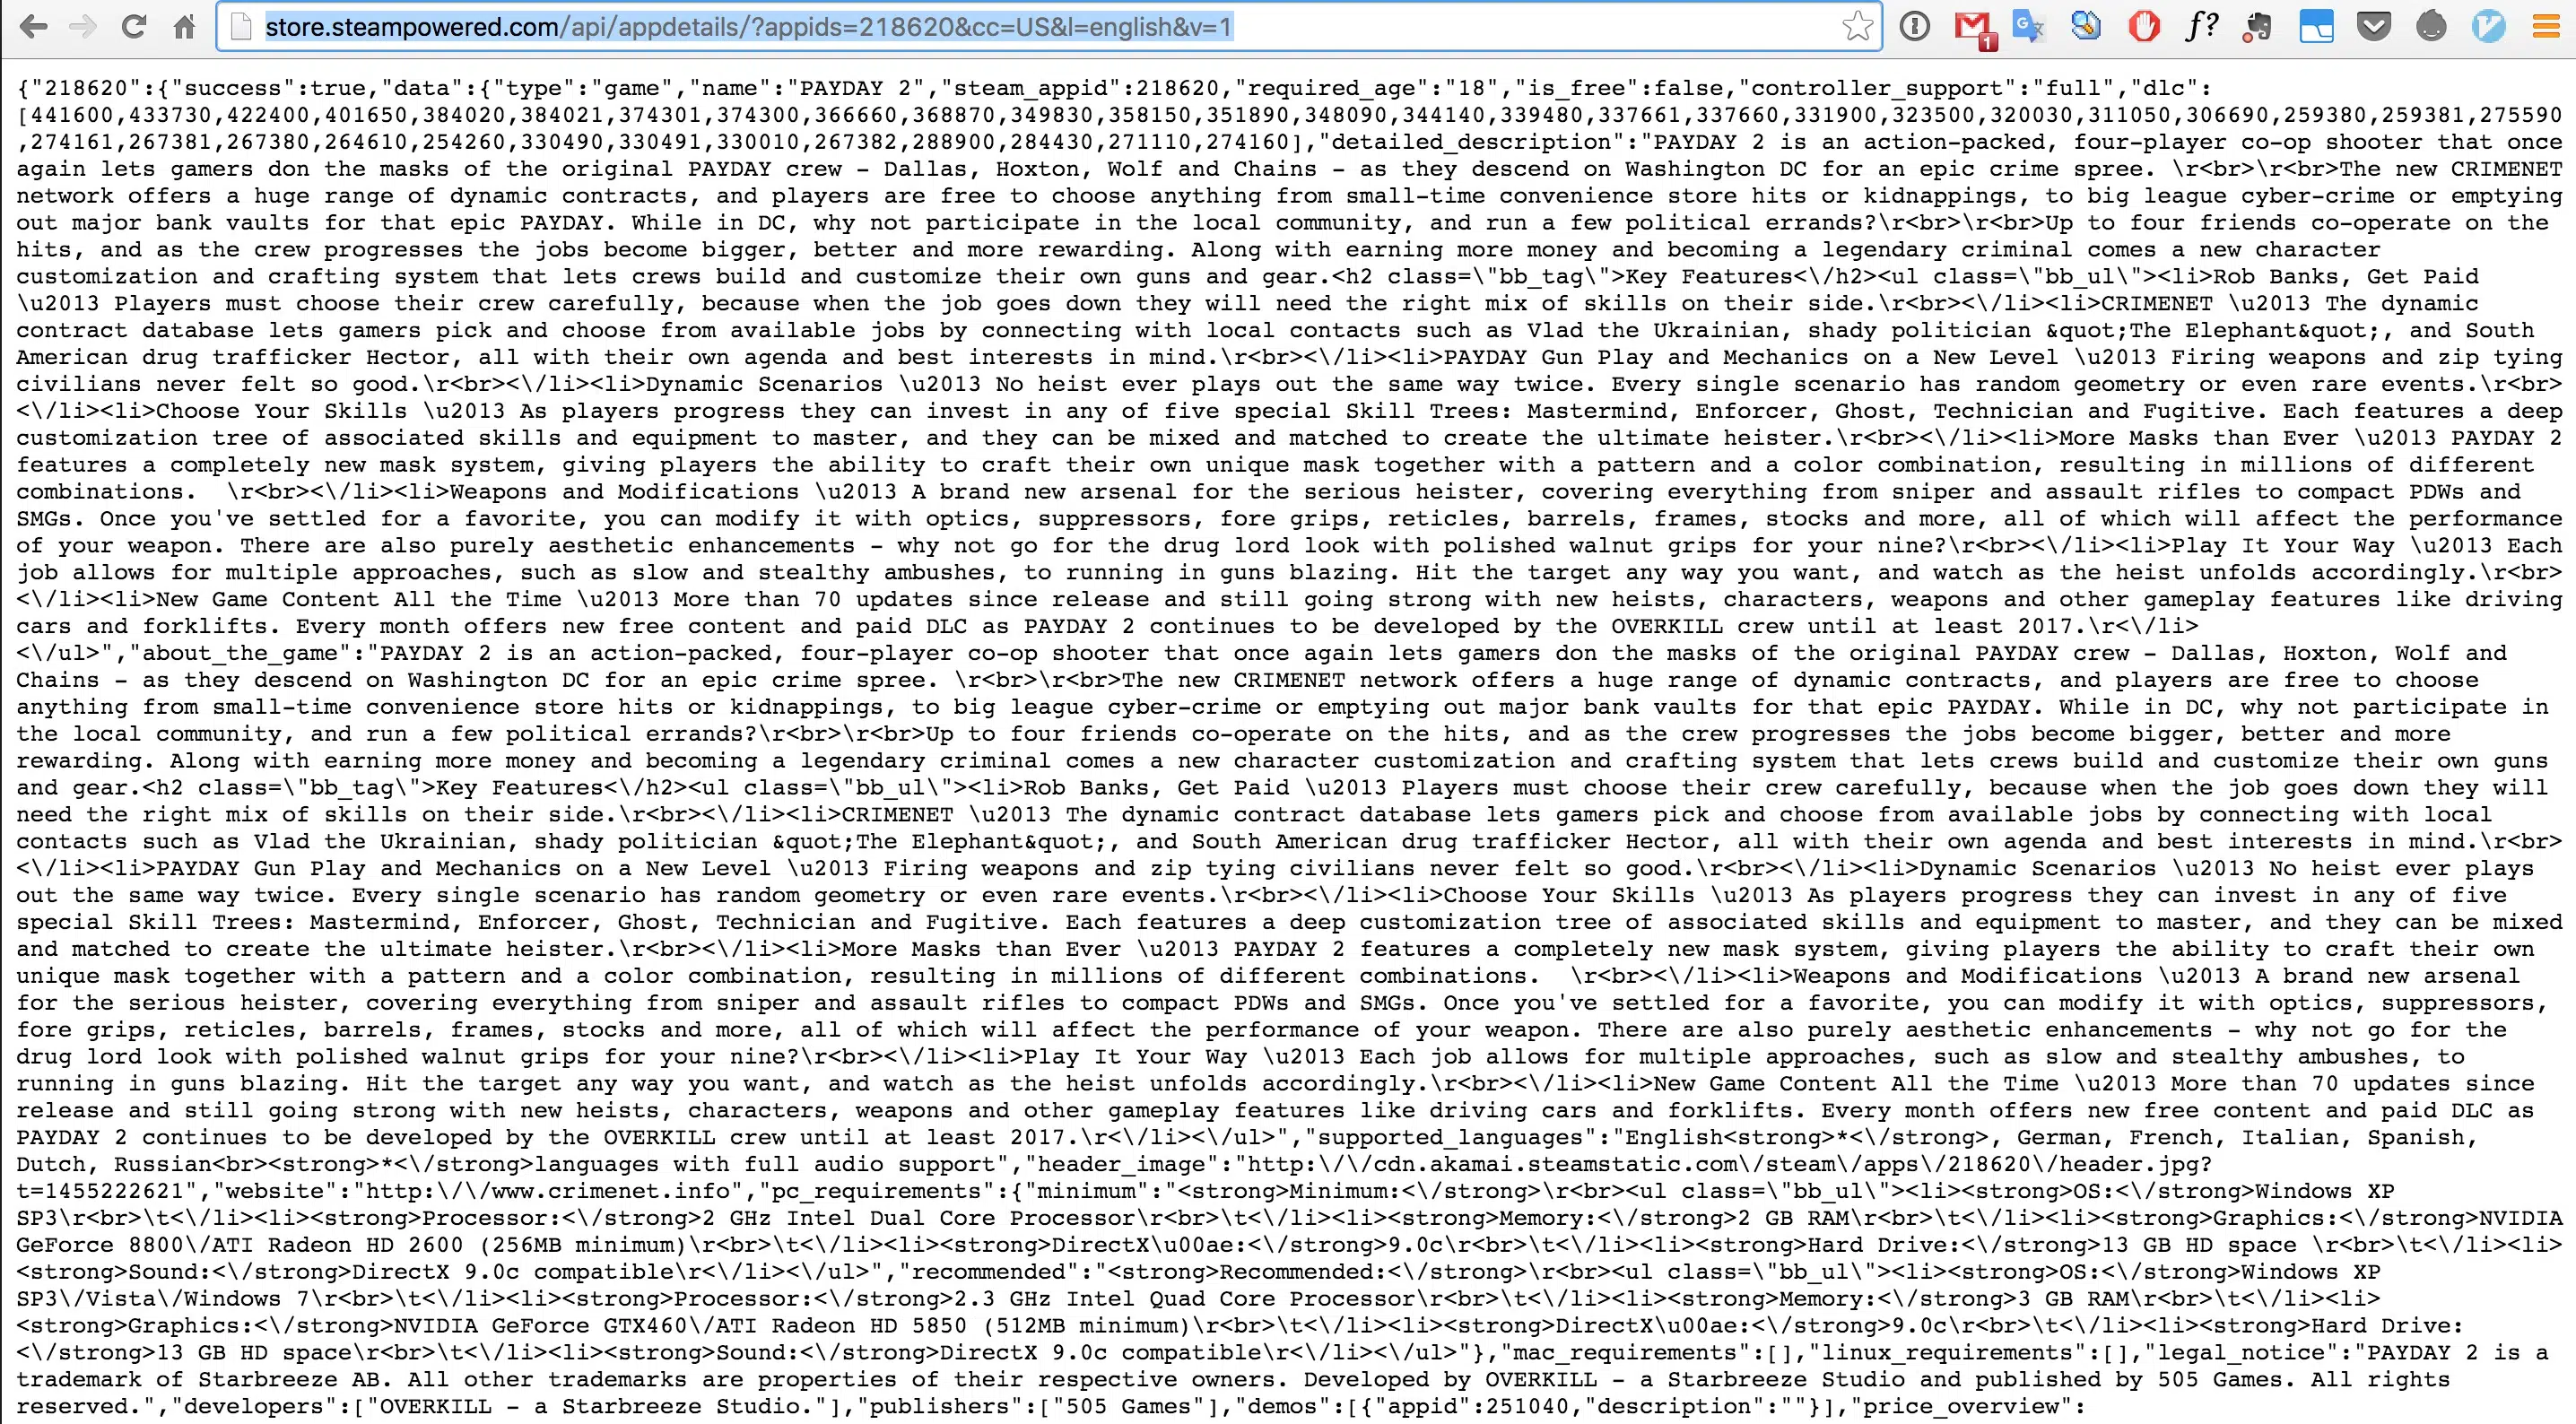 store.steampowered.com/api/appdetails/?appids=218620&cc=US&l=english&v=1
1
f?
{"218620":{"success":true,"data":{"type":"game","name":"PAYDAY 2","steam_appid":218620,"required_age":"18","is_free":false,"controller_support":"full","dlc":
[441600,433730,422400,401650,384020,384021,374301,374300,366660,368870,349830,358150,351890,348090,344140,339480,337661,337660,331900,323500,320030,311050,306690,259380,259381,275590
,274161,267381,267380,264610,254260,330490,330491,330010,267382,288900,284430,271110,274160],"detailed_description":"PAYDAY 2 is an action-packed, four-player co-op shooter that once
again lets gamers don the masks of the original PAYDAY crew - Dallas, Hoxton, Wolf and Chains - as they descend on Washington DC for an epic crime spree. \r<br>\r<br>The new CRIMENET
network offers a huge range of dynamic contracts, and players are free to choose anything from small-time convenience store hits or kidnappings, to big league cyber-crime or emptying
out major bank vaults for that epic PAYDAY. While in DC, why not participate in the local community, and run a few political errands?\r<br>\r<br>Up to four friends co-operate on the
hits, and as the crew progresses the jobs become bigger, better and more rewarding. Along with earning more money and becoming a legendary criminal comes a new character
customization and crafting system that lets crews build and customize their own guns and gear.<h2 class=\"bb_tag\">Key Features<\/h2><ul class=\"bb_ul\"><li>Rob Banks, Get Paid
\u2013 Players must choose their crew carefully, because when the job goes down they will need the right mix of skills on their side.\r<br><\/li><li>CRIMENET \u2013 The dynamic
contract database lets gamers pick and choose from available jobs by connecting with local contacts such as Vlad the Ukrainian, shady politician &quot;The Elephant&quot;, and South
American drug trafficker Hector, all with their own agenda and best interests in mind.\r<br><\/li><li>PAYDAY Gun Play and Mechanics on a New Level \u2013 Firing weapons and zip tying
civilians never felt so good.\r<br><\/li><li>Dynamic Scenarios \u2013 No heist ever plays out the same way twice. Every single scenario has random geometry or even rare events.\r<br>
<\/li><li>Choose Your Skills \u2013 As players progress they can invest in any of five special Skill Trees: Mastermind, Enforcer, Ghost, Technician and Fugitive. Each features a deep
customization tree of associated skills and equipment to master, and they can be mixed and matched to create the ultimate heister.\r<br><\/li><li>More Masks than Ever \u2013 PAYDAY 2
features a completely new mask system, giving players the ability to craft their own unique mask together with a pattern and a color combination, resulting in millions of different
combinations.  \r<br><\/li><li>Weapons and Modifications \u2013 A brand new arsenal for the serious heister, covering everything from sniper and assault rifles to compact PDWs and
SMGs. Once you've settled for a favorite, you can modify it with optics, suppressors, fore grips, reticles, barrels, frames, stocks and more, all of which will affect the performance
of your weapon. There are also purely aesthetic enhancements - why not go for the drug lord look with polished walnut grips for your nine?\r<br><\/li><li>Play It Your Way \u2013 Each
job allows for multiple approaches, such as slow and stealthy ambushes, to running in guns blazing. Hit the target any way you want, and watch as the heist unfolds accordingly.\r<br>
<\/li><li>New Game Content All the Time \u2013 More than 70 updates since release and still going strong with new heists, characters, weapons and other gameplay features like driving
cars and forklifts. Every month offers new free content and paid DLC as PAYDAY 2 continues to be developed by the OVERKILL crew until at least 2017.\r<\/li>
<\/ul>","about_the_game":"PAYDAY 2 is an action-packed, four-player co-op shooter that once again lets gamers don the masks of the original PAYDAY crew - Dallas, Hoxton, Wolf and
Chains - as they descend on Washington DC for an epic crime spree. \r<br>\r<br>The new CRIMENET network offers a huge range of dynamic contracts, and players are free to choose
anything from small-time convenience store hits or kidnappings, to big league cyber-crime or emptying out major bank vaults for that epic PAYDAY. While in DC, why not participate in
the local community, and run a few political errands?\r<br>\r<br>Up to four friends co-operate on the hits, and as the crew progresses the jobs become bigger, better and more
rewarding. Along with earning more money and becoming a legendary criminal comes a new character customization and crafting system that lets crews build and customize their own guns
and gear.<h2 class=\"bb_tag\">Key Features<\/h2><ul class=\"bb_ul\"><li>Rob Banks, Get Paid \u2013 Players must choose their crew carefully, because when the job goes down they will
need the right mix of skills on their side.\r<br><\/li><li>CRIMENET \u2013 The dynamic contract database lets gamers pick and choose from available jobs by connecting with local
contacts such as Vlad the Ukrainian, shady politician &quot;The Elephant&quot;, and South American drug trafficker Hector, all with their own agenda and best interests in mind.\r<br>
<\/li><li>PAYDAY Gun Play and Mechanics on a New Level \u2013 Firing weapons and zip tying civilians never felt so good.\r<br><\/li><li>Dynamic Scenarios \u2013 No heist ever plays
out the same way twice. Every single scenario has random geometry or even rare events.\r<br><\/li><li>Choose Your Skills \u2013 As players progress they can invest in any of five
special Skill Trees: Mastermind, Enforcer, Ghost, Technician and Fugitive. Each features a deep customization tree of associated skills and equipment to master, and they can be mixed
and matched to create the ultimate heister.\r<br><\/li><li>More Masks than Ever \u2013 PAYDAY 2 features a completely new mask system, giving players the ability to craft their own
unique mask together with a pattern and a color combination, resulting in millions of different combinations.  \r<br><\/li><li>Weapons and Modifications \u2013 A brand new arsenal
for the serious heister, covering everything from sniper and assault rifles to compact PDWs and SMGs. Once you've settled for a favorite, you can modify it with optics, suppressors,
fore grips, reticles, barrels, frames, stocks and more, all of which will affect the performance of your weapon. There are also purely aesthetic enhancements - why not go for the
drug lord look with polished walnut grips for your nine?\r<br><\/li><li>Play It Your Way \u2013 Each job allows for multiple approaches, such as slow and stealthy ambushes, to
running in guns blazing. Hit the target any way you want, and watch as the heist unfolds accordingly.\r<br><\/li><li>New Game Content All the Time \u2013 More than 70 updates since
release and still going strong with new heists, characters, weapons and other gameplay features like driving cars and forklifts. Every month offers new free content and paid DLC as
PAYDAY 2 continues to be developed by the OVERKILL crew until at least 2017.\r<\/li><\/ul>","supported_languages":"English<strong>*<\/strong>, German, French, Italian, Spanish,
Dutch, Russian<br><strong>*<\/strong>languages with full audio support","header_image":"http:\/\/cdn.akamai.steamstatic.com\/steam\/apps\/218620\/header.jpg?
t=1455222621","website":"http:\/\/www.crimenet.info","pc_requirements":{"minimum":"<strong>Minimum:<\/strong>\r<br><ul class=\"bb_ul\"><li><strong>OS:<\/strong>Windows XP
SP3\r<br>\t<\/li><li><strong>Processor:<\/strong>2 GHz Intel Dual Core Processor\r<br>\t<\/li><li><strong>Memory:<\/strong>2 GB RAM\r<br>\t<\/li><li><strong>Graphics:<\/strong>NVIDIA
GeForce 8800\/ATI Radeon HD 2600 (256MB minimum)\r<br>\t<\/li><li><strong>DirectX\u00ae:<\/strong>9.0c\r<br>\t<\/li><li><strong>Hard Drive:<\/strong>13 GB HD space \r<br>\t<\/li><li>
<strong>Sound:<\/strong>DirectX 9.0c compatible\r<\/li><\/ul>","recommended":"<strong>Recommended:<\/strong>\r<br><ul class=\"bb_ul\"><li><strong>OS:<\/strong>Windows XP
SP3\/Vista\/Windows 7\r<br>\t<\/li><li><strong>Processor:<\/strong>2.3 GHz Intel Quad Core Processor\r<br>\t<\/li><li><strong>Memory:<\/strong>3 GB RAM\r<br>\t<\/li><li>
<strong>Graphics:<\/strong>NVIDIA GeForce GTX460\/ATI Radeon HD 5850 (512MB minimum)\r<br>\t<\/li><li><strong>DirectX\u00ae:<\/strong>9.0c\r<br>\t<\/li><li><strong>Hard Drive:
<\/strong>13 GB HD space\r<br>\t<\/li><li><strong>Sound:<\/strong>DirectX 9.0c compatible\r<\/li><\/ul>"},"mac_requirements":[],"linux_requirements":[],"legal_notice":"PAYDAY 2 is a
trademark of Starbreeze AB. All other trademarks are properties of their respective owners. Developed by OVERKILL - a Starbreeze Studio and published by 505 Games. All rights
reserved.","developers":["OVERKILL - a Starbreeze Studio."],"publishers":["505 Games"],"demos":[{"appid":251040,"description":""}],"price_overview":